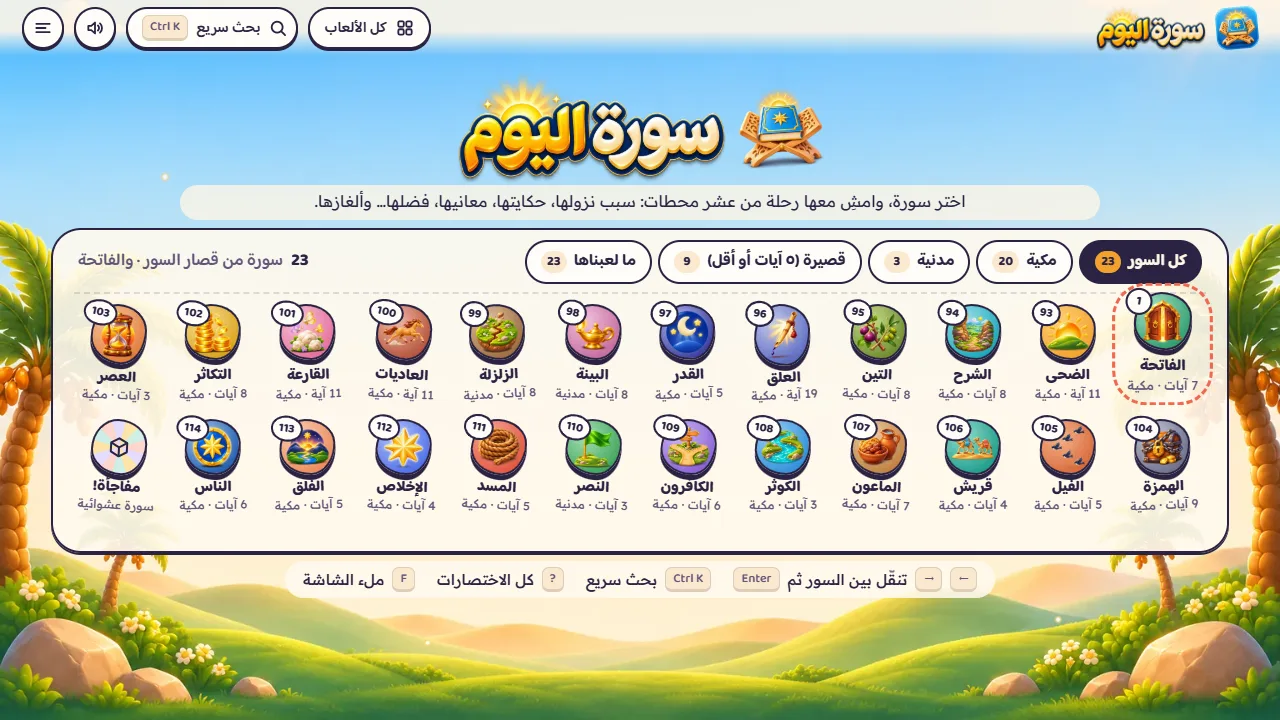 سورة اليوم
كل الألعاب
بحث سريع Ctrl K
سورة اليوم
اختر سورة، وامشِ معها رحلة من عشر محطات: سبب نزولها، حكايتها، معانيها، فضلها... وألغازها.
كل السور 23
مكية 20
مدنية 3
قصيرة (٥ آيات أو أقل) 9
ما لعبناها 23
23 سورة من قصار السور · والفاتحة
1
الفاتحة
7 آيات · مكية
93
الضحى
11 آية · مكية
94
الشرح
8 آيات · مكية
95
التين
8 آيات · مكية
96
العلق
19 آية · مكية
97
القدر
5 آيات · مكية
98
البينة
8 آيات · مدنية
99
الزلزلة
8 آيات · مدنية
100
العاديات
11 آية · مكية
101
القارعة
11 آية · مكية
102
التكاثر
8 آيات · مكية
103
العصر
3 آيات · مكية
104
الهمزة
9 آيات · مكية
105
الفيل
5 آيات · مكية
106
قريش
4 آيات · مكية
107
الماعون
7 آيات · مكية
108
الكوثر
3 آيات · مكية
109
الكافرون
6 آيات · مكية
110
النصر
3 آيات · مدنية
111
المسد
5 آيات · مكية
112
الإخلاص
4 آيات · مكية
113
الفلق
5 آيات · مكية
114
الناس
6 آيات · مكية
مفاجأة!
سورة عشوائية
← → تنقّل بين السور ثم Enter
Ctrl K بحث سريع
? كل الاختصارات
F ملء الشاشة